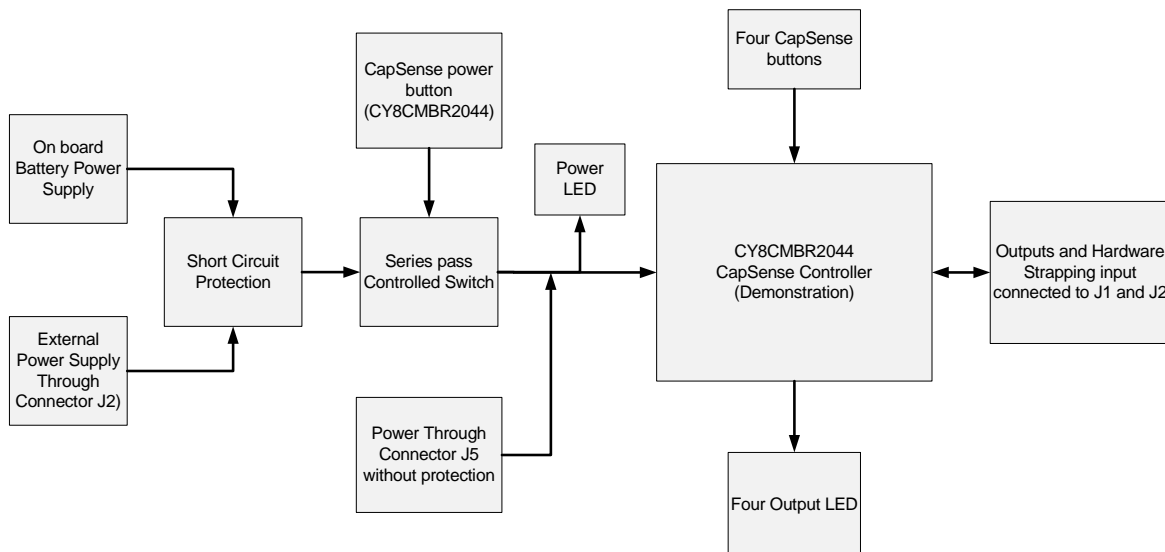 On board
Battery Power
Supply
External
Power Supply
Through
Connector J2)
Short Circuit
Protection
CapSense power
button
(CY8CMBR2044)
Series pass
Controlled Switch
Power Through
Connector J5
without protection
Power
LED
Four CapSense
buttons
CY8CMBR2044
CapSense Controller
(Demonstration)
Four Output LED
Outputs and Hardware
Strapping input
connected to J1 and J2